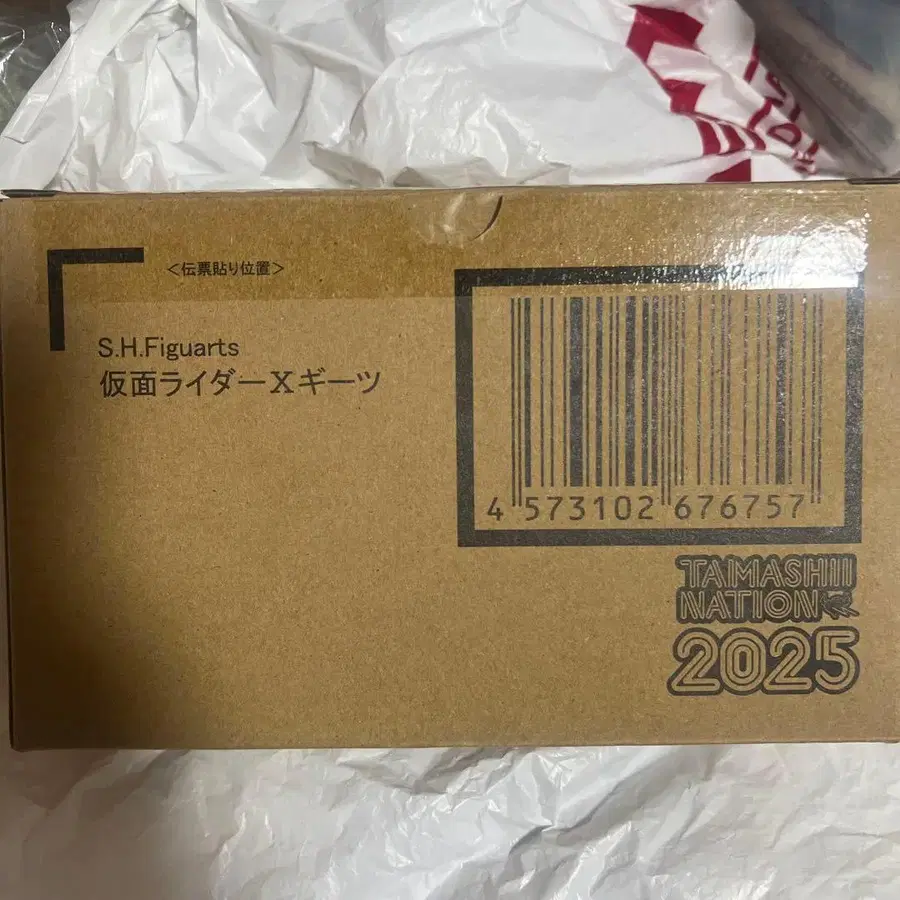 <伝票貼り位置>
S.H.Figuarts
仮面ライダーXギーツ
4 573102 676757
TAMASHII
NATION
2025